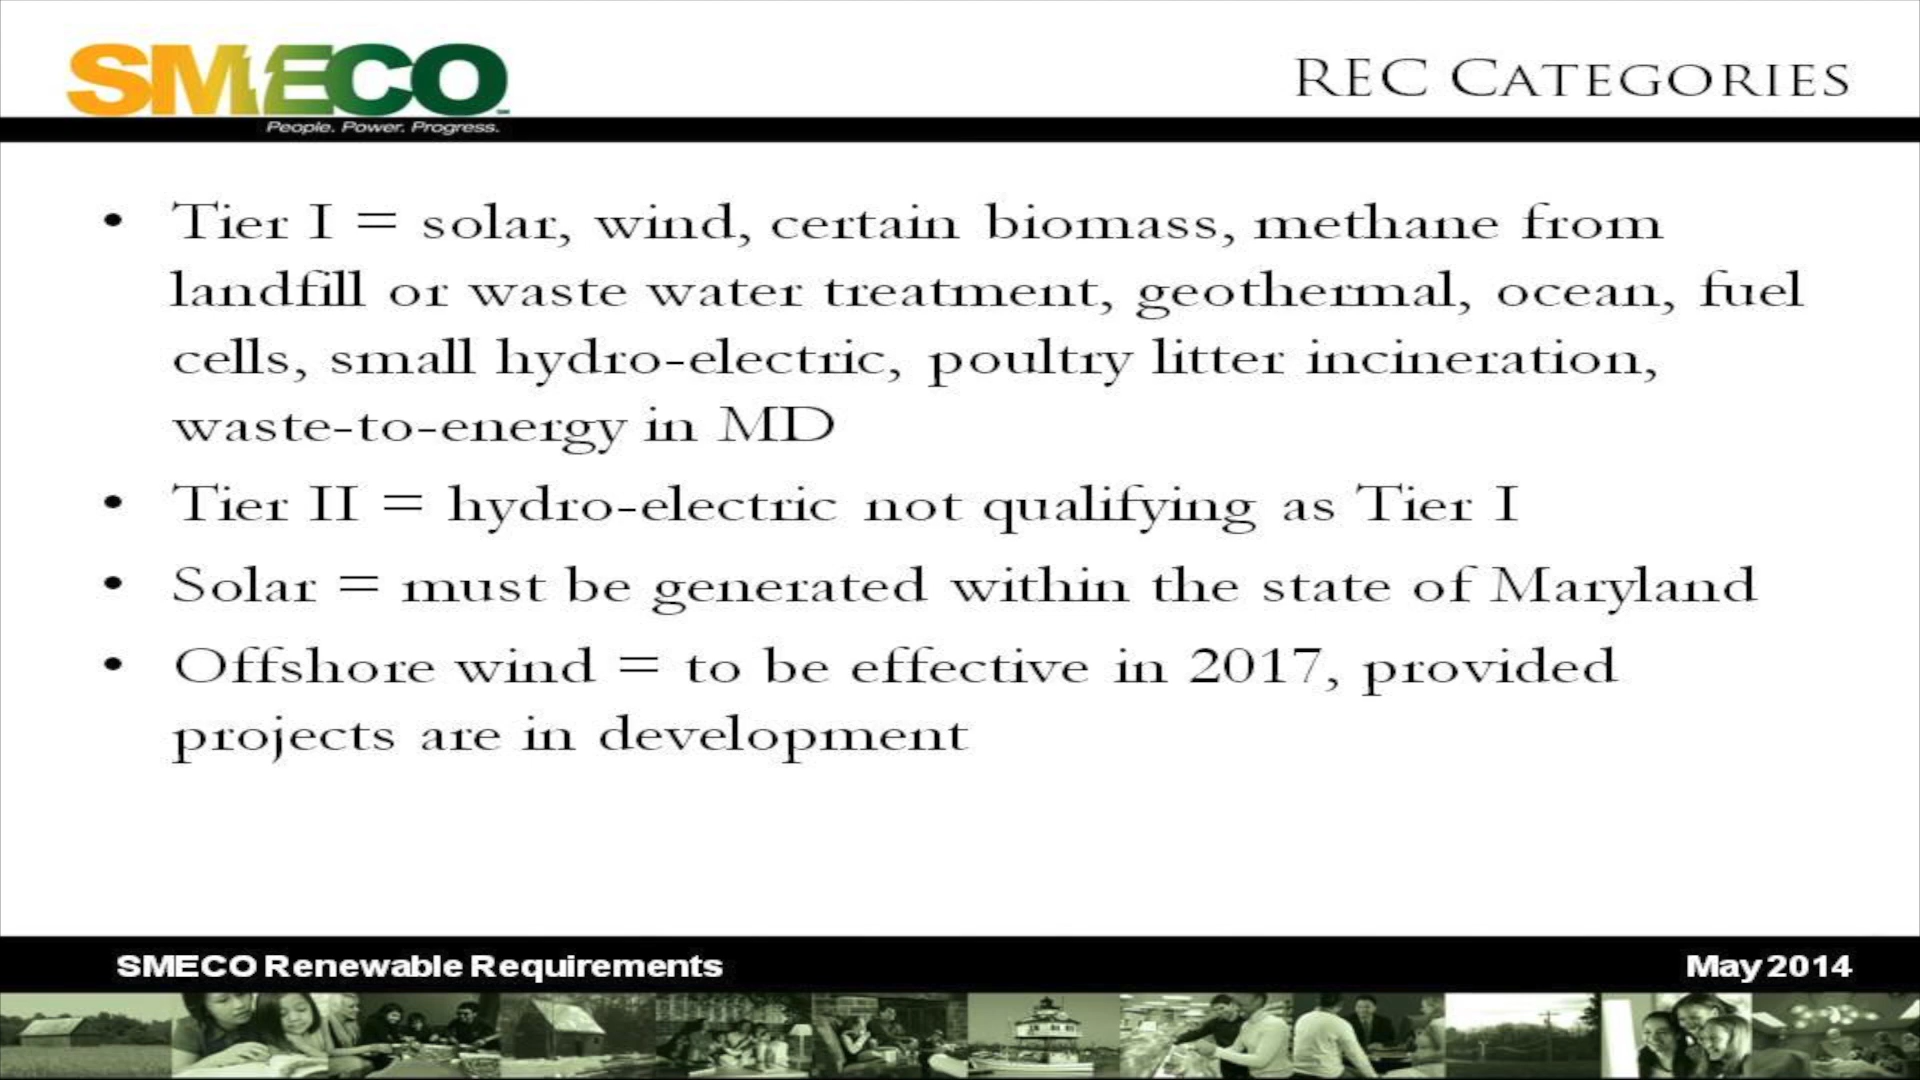 SMECO
People. Power. Progress.
REC CATEGORIES
• Tier I = solar, wind, certain biomass, methane from
landfill or waste water treatment, geothermal, ocean, fuel
cells, small hydro-electric, poultry litter incineration,
waste-to-energy in MD
• Tier II = hydro-electric not qualifying as Tier I
• Solar = must be generated within the state of Maryland
• Offshore wind = to be effective in 2017, provided
projects are in development
SMECO Renewable Requirements
May 2014